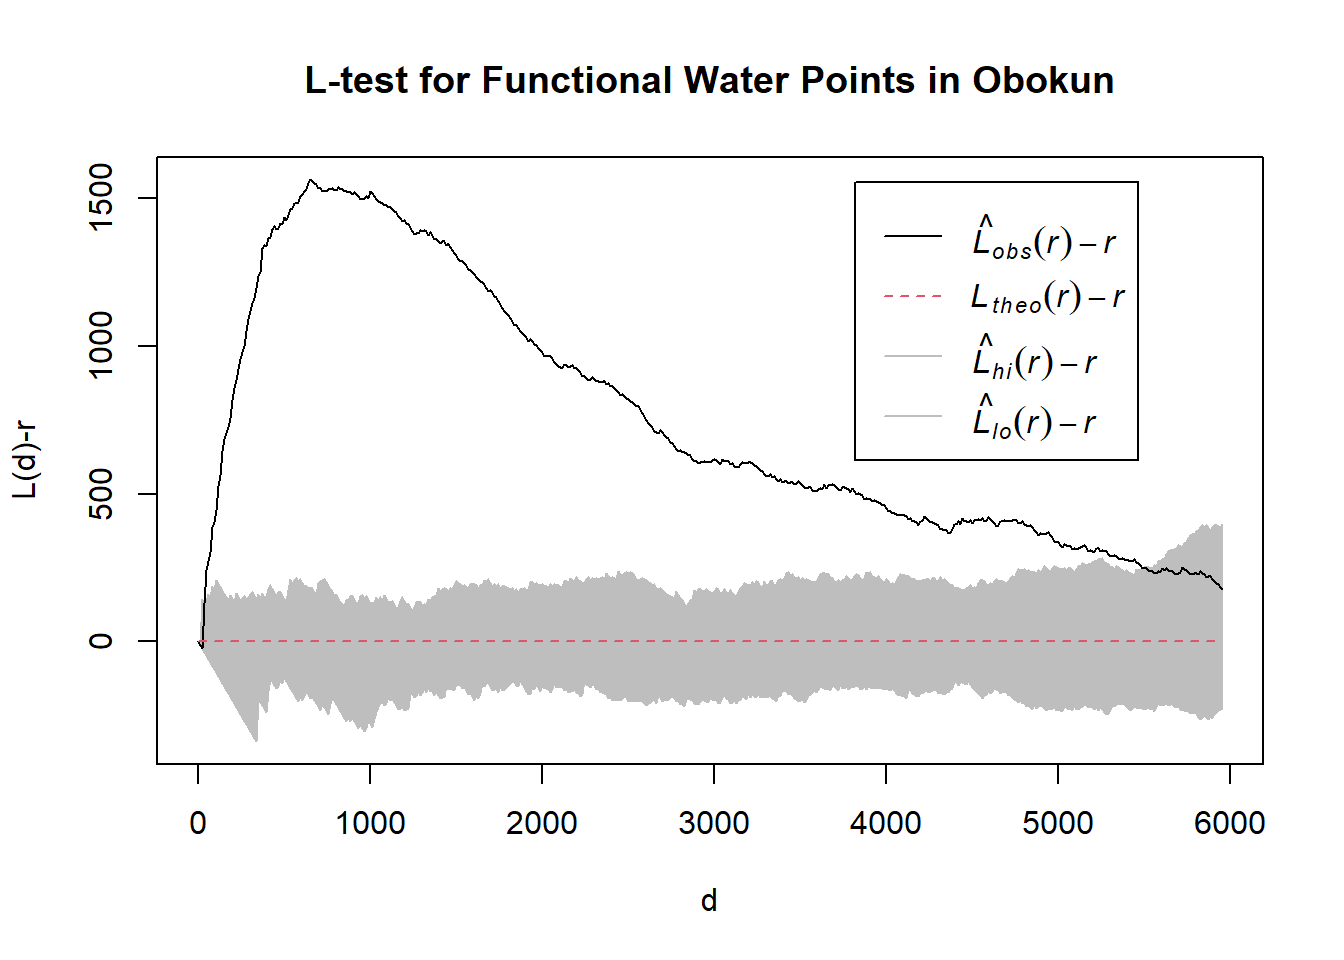 L-test for Functional Water Points in Obokun
L(d)-r
1500
1000
500
0
L̂obs(r) − r
Ltheo(r) − r
L̂hi(r) − r
L̂lo(r) − r
0 1000 2000 3000 4000 5000 6000
d